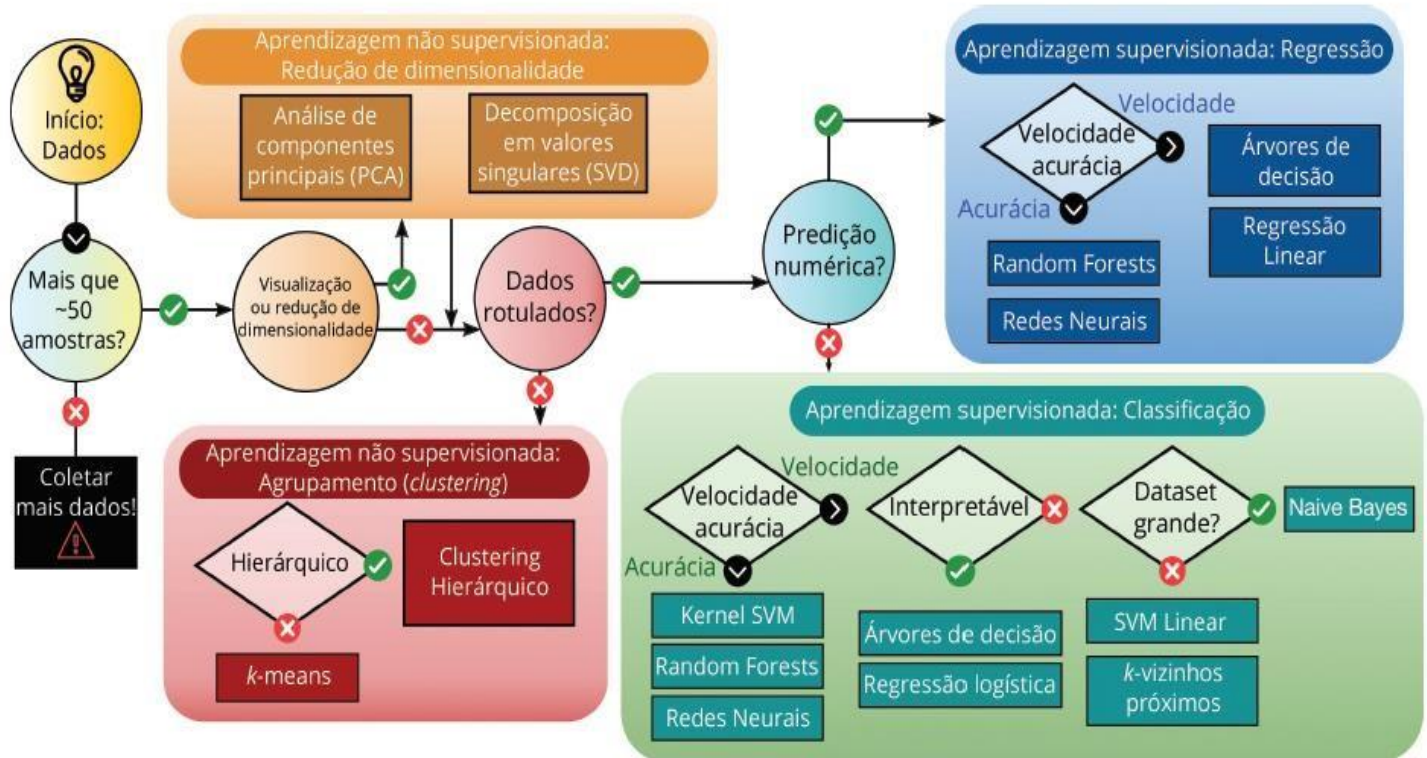 Início:
Dados
Mais que
~50
amostras?
Coletar
mais dados!
Visualização
ou redução de
dimensionalidade
Aprendizagem não supervisionada:
Redução de dimensionalidade
Análise de
componentes
principais (PCA)
Decomposição
em valores
singulares (SVD)
Dados
rotulados?
Aprendizagem não supervisionada:
Agrupamento (clustering)
Hierárquico
Clustering
Hierárquico
k-means
Predição
numérica?
Aprendizagem supervisionada: Regressão
Velocidade
Velocidade
acurácia
Acurácia
Árvores de
decisão
Regressão
Linear
Random Forests
Redes Neurais
Aprendizagem supervisionada: Classificação
Velocidade
Velocidade
acurácia
Acurácia
Kernel SVM
Random Forests
Redes Neurais
Interpretável
Árvores de decisão
Regressão logística
Dataset
grande?
Naive Bayes
SVM Linear
k-vizinhos
próximos